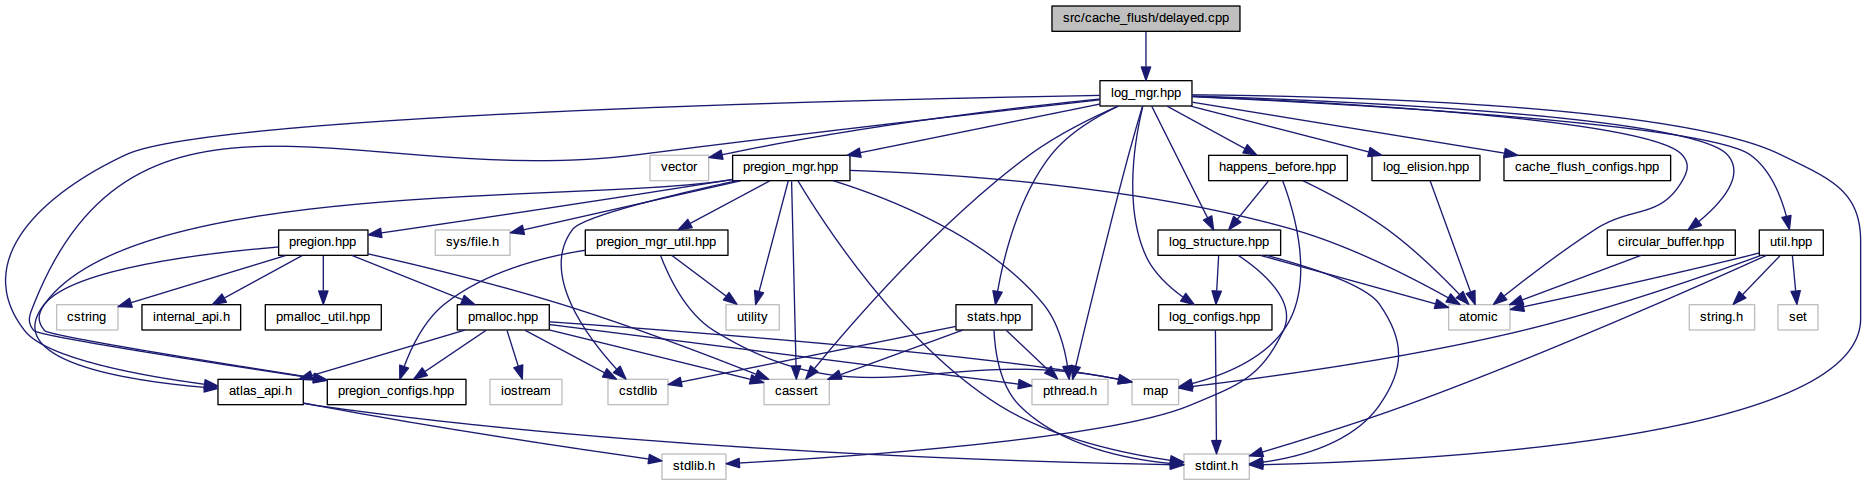 src/cache_flush/delayed.cpp
log_mgr.hpp
vector
pregion_mgr.hpp
happens_before.hpp
log_elision.hpp
cache_flush_configs.hpp
pregion.hpp
sys/file.h
pregion_mgr_util.hpp
log_structure.hpp
circular_buffer.hpp
util.hpp
cstring
internal_api.h
pmalloc_util.hpp
pmalloc.hpp
utility
stats.hpp
log_configs.hpp
atomic
string.h
set
atlas_api.h
pregion_configs.hpp
iostream
cstdlib
cassert
pthread.h
map
stdlib.h
stdint.h